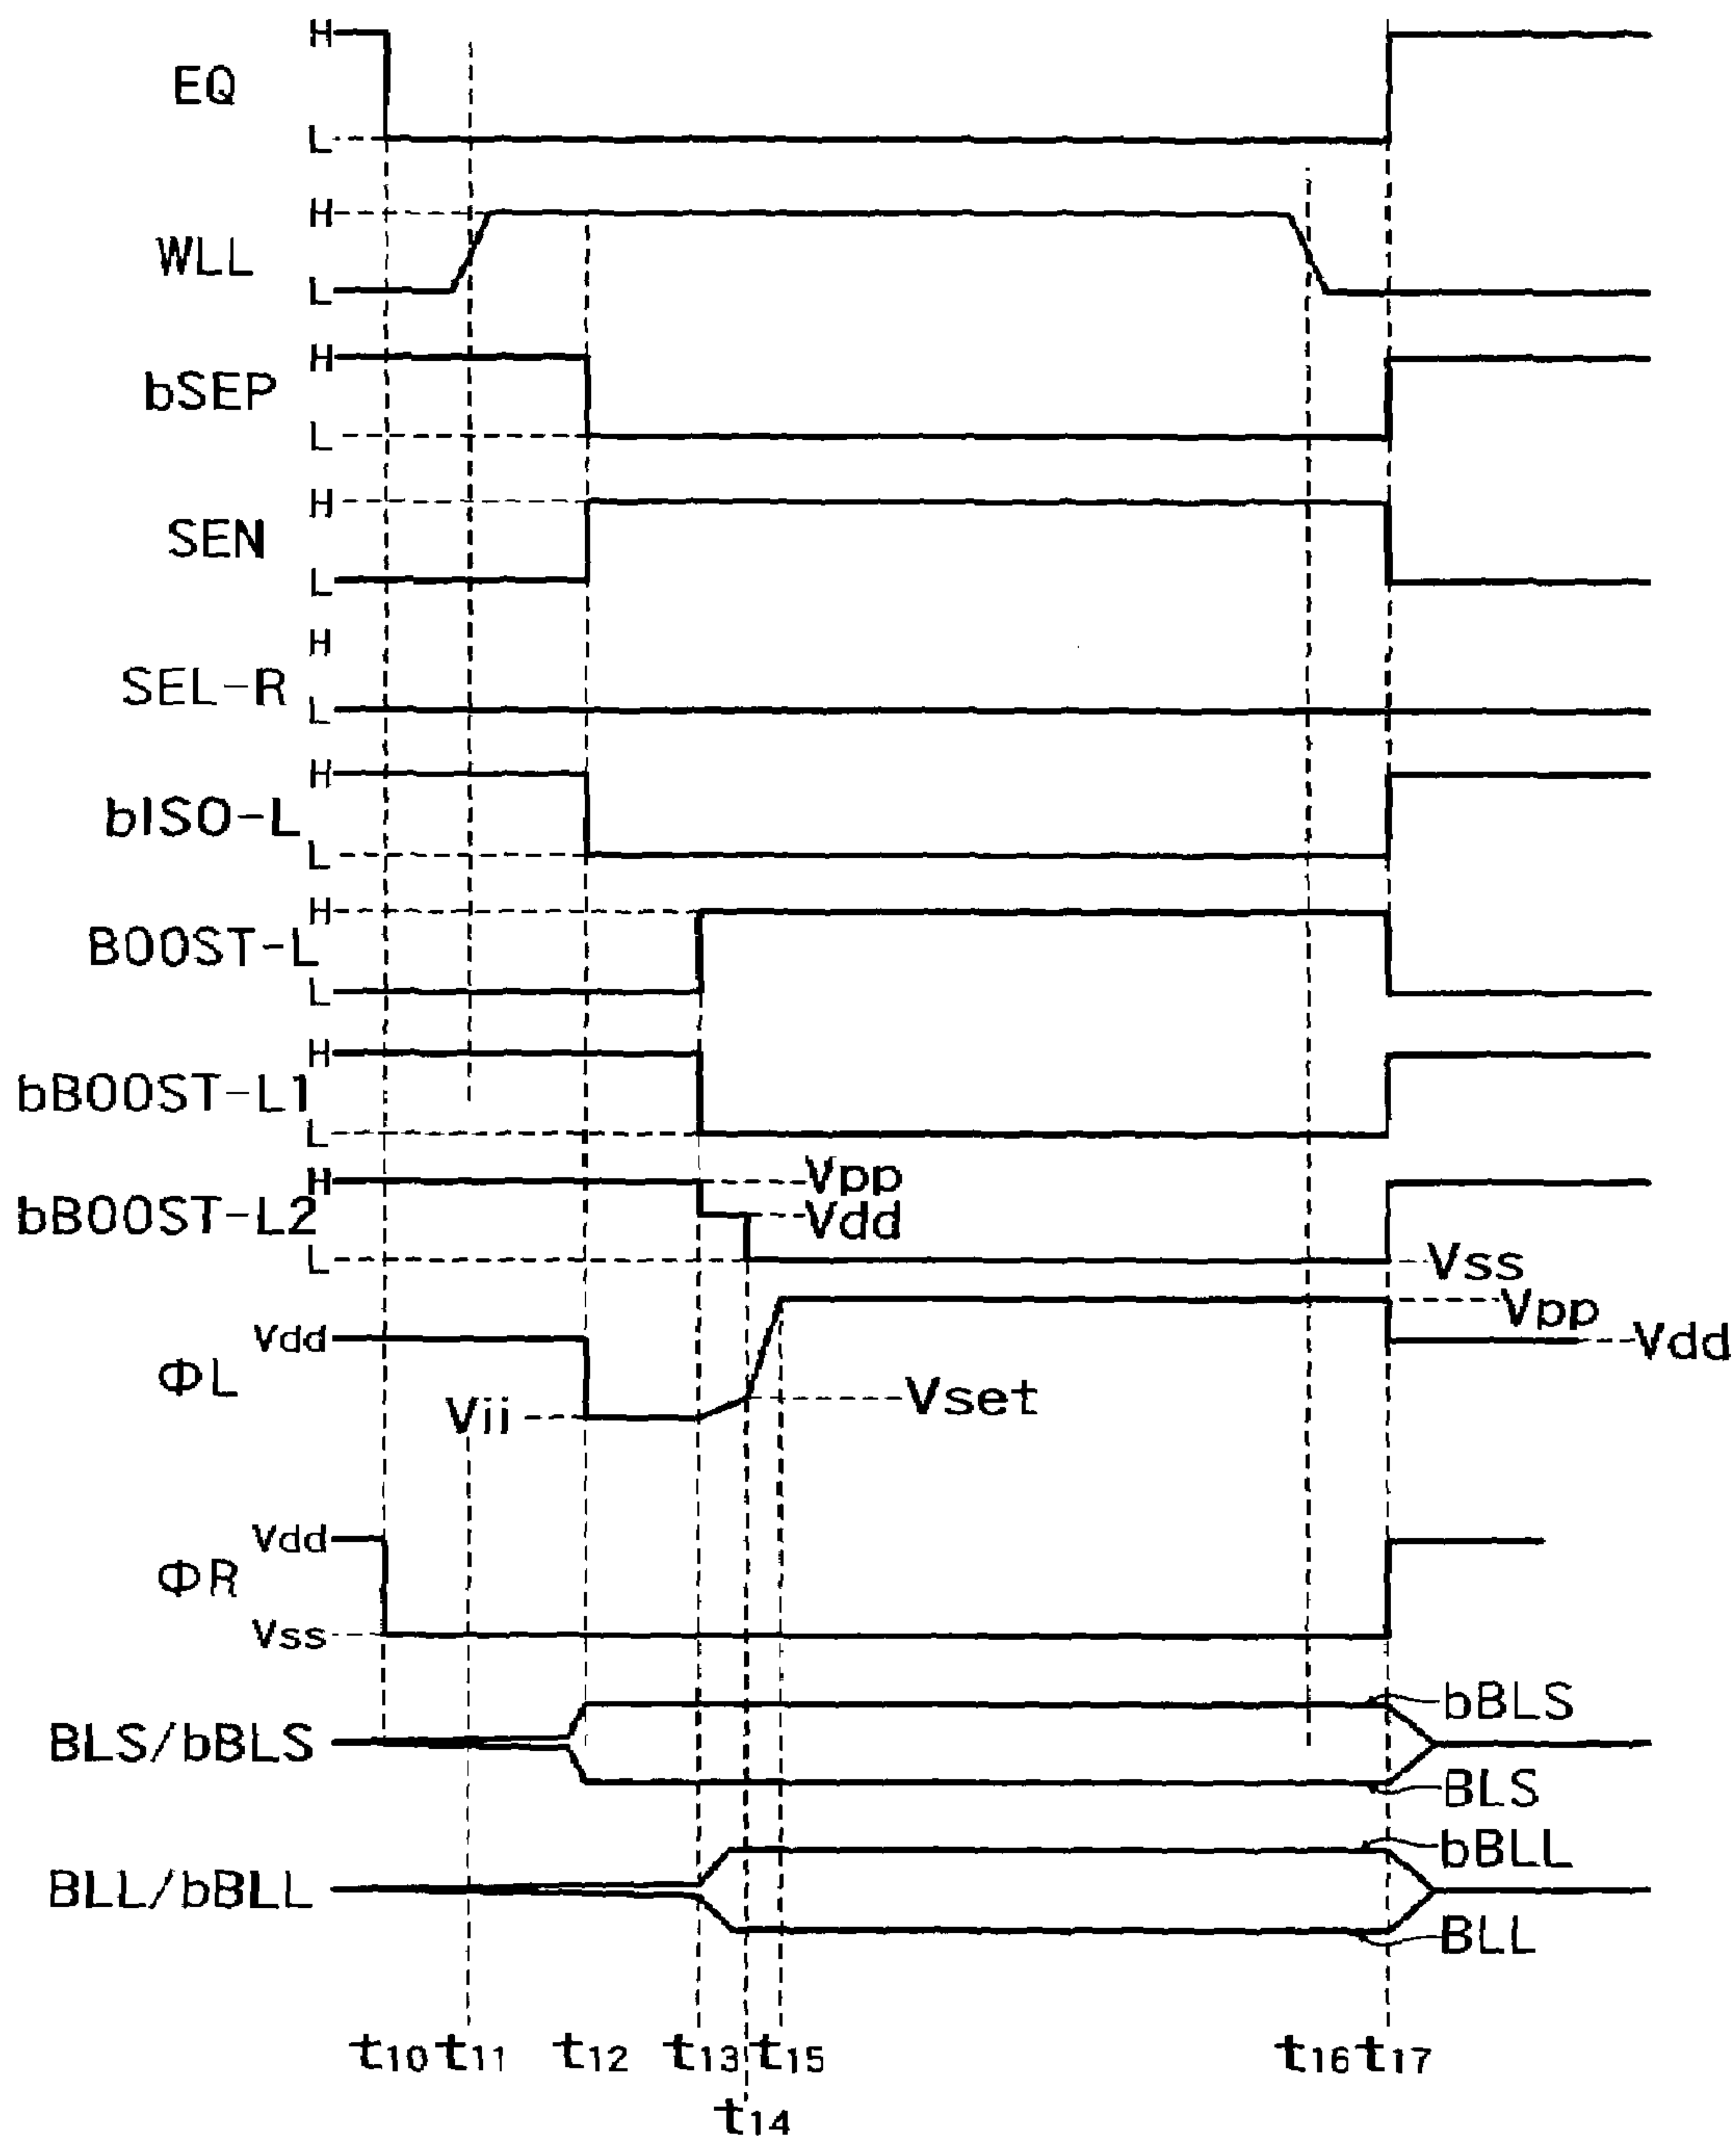 H
EQ
L
H
WLL
L
H
bSEP
L
H
SEN
L
H
SEL-R
L
H
bISO-L
L
H
BOOST-L
L
H
bBOOST-L1
L
H
Vpp
bBOOST-L2
Vdd
L
Vss
Vpp
Vdd
Vdd
ΦL
Vset
Vii
Vdd
ΦR
Vss
bBLS
BLS/bBLS
BLS
bBLL
BLL/bBLL
BLL
t10 t11 t12 t13 t15 t16 t17
t14